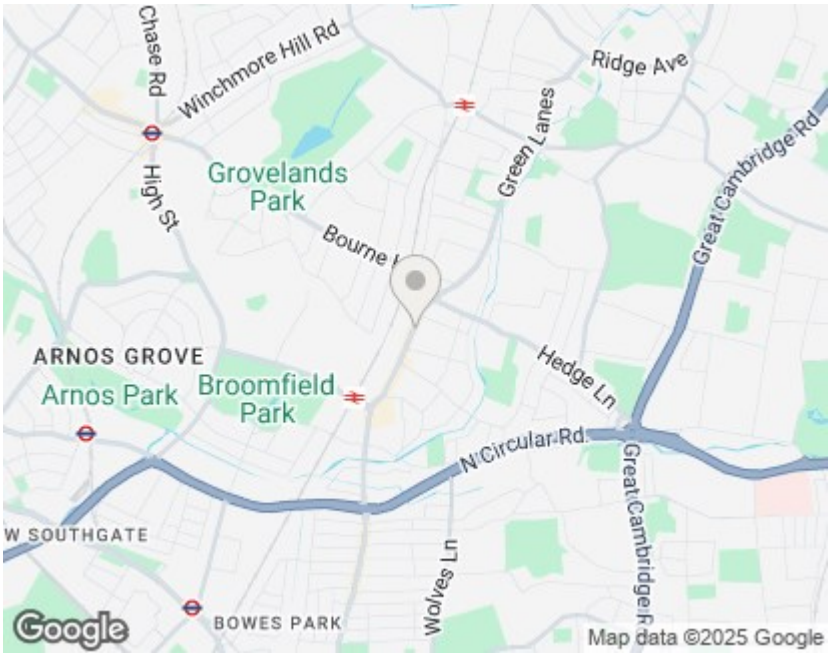 Chase Rd
Winchmore Hill Rd
Ridge Ave
Green Lanes
Great Cambridge Rd
High St
Grovelands
Park
Bourne
ARNOS GROVE
Arnos Park
Broomfield
Park
Hedge Ln
N Circular Rd.
Great Cambridge Rd
W SOUTHGATE
Wolves Ln
BOWES PARK
Google
Map data ©2025 Google